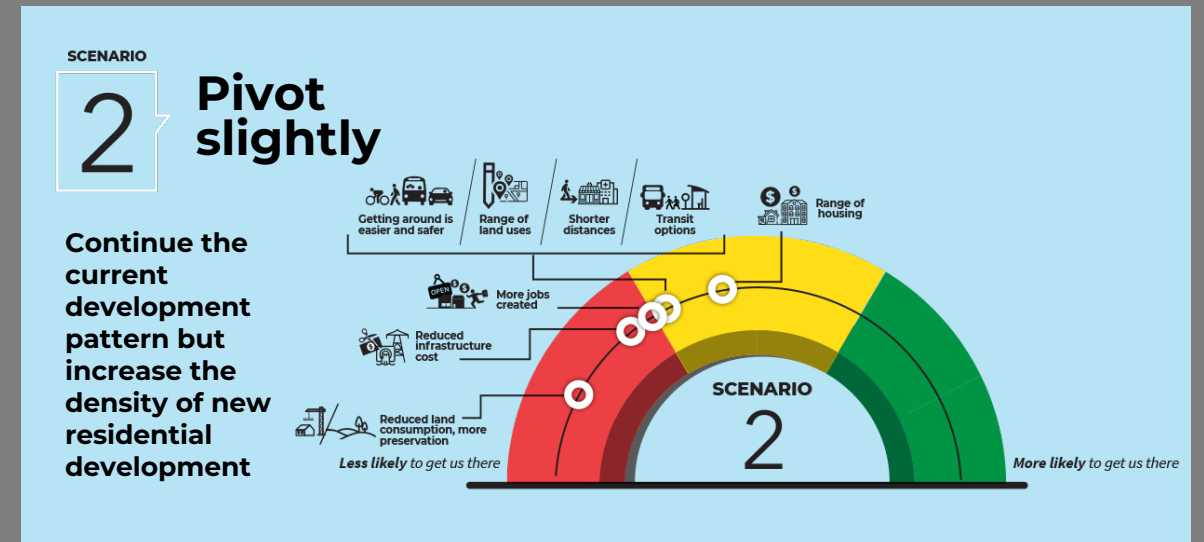 SCENARIO
2
Pivot
slightly
Continue the
current
development
pattern but
increase the
density of new
residential
development
Getting around is
easier and safer
Range of
land uses
Shorter
distances
Transit
options
Range of
housing
OPEN
More jobs
created
Reduced
infrastructure
cost
Reduced land
consumption, more
preservation
Less likely to get us there
SCENARIO
2
More likely to get us there